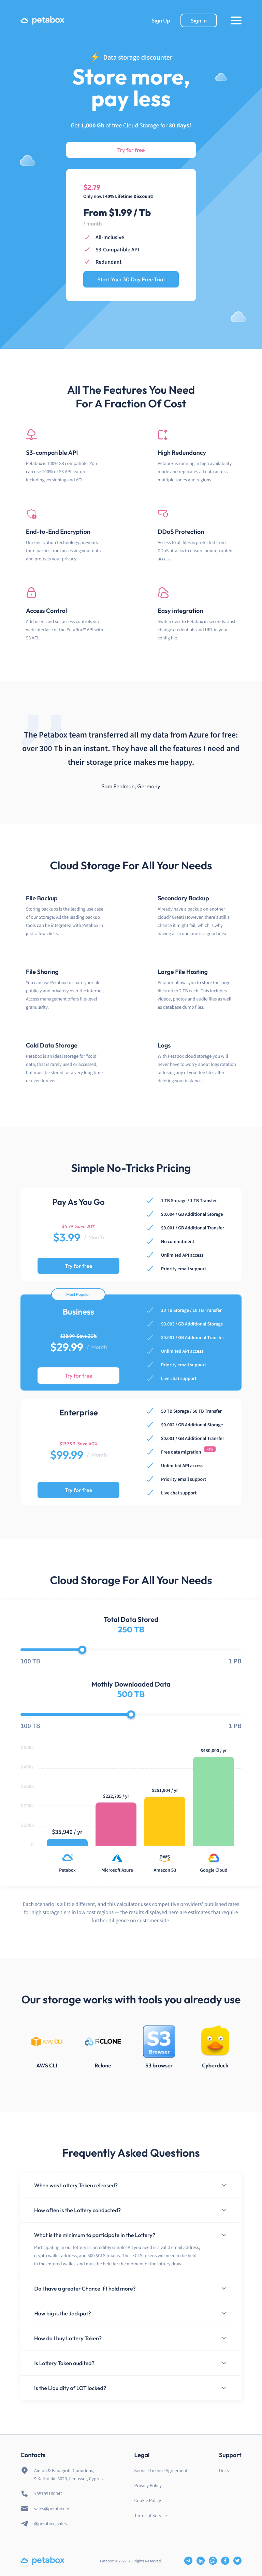 petabox
Sign Up
Sign In
Data storage discounter
Store more,
pay less
Get 1,000 Gb of free Cloud Storage for 30 days!
Try for free
$2.79
Only now! 40% Lifetime Discount!
From $1.99 / Tb
/ month
All-Inclusive
S3-Compatible API
Redundant
Start Your 30 Day Free Trial
All The Features You Need
For A Fraction Of Cost
S3-compatible API
Petabox is 100% S3 compatible. You
can use 100% of S3 API features
including versioning and ACL.
High Redundancy
Petabox is running in high availability
mode and replicates all data across
multiple zones and regions.
End-to-End Encryption
Our encryption technology prevents
third parties from accessing your data
and protects your privacy.
DDoS Protection
Access to all files is protected from
DDoS attacks to ensure uninterrupted
access.
Access Control
Add users and set access controls via
web interface or the PetaBox™ API with
S3 ACL.
Easy integration
Switch over to Petabox in seconds. Just
change credentials and URL in your
config file.
The Petabox team transferred all my data from Azure for free:
over 300 Tb in an instant. They have all the features I need and
their storage price makes me happy.
Sam Feldman, Germany
Cloud Storage For All Your Needs
File Backup
Storing backups is the leading use case
of our Storage. All the leading backup
tools can be integrated with Petabox in
just a few clicks.
Secondary Backup
Already have a backup on another
cloud? Great! However, there's still a
chance it might fail, which is why
having a second one is a good idea.
File Sharing
You can use Petabox to share your files
publicly and privately over the internet.
Access management offers file-level
granularity.
Large File Hosting
Petabox allows you to store the large
files: up to 2 TB each! This includes
videos, photos and audio files as well
as database dump files.
Cold Data Storage
Petabox is an ideal storage for "cold"
data, that is rarely used or accessed,
but must be stored for a very long time
or even forever.
Logs
With Petabox cloud storage you will
never have to worry about logs rotation
or losing any of your log files after
deleting your instance.
Simple No-Tricks Pricing
Pay As You Go
$4.79 Save 20%
$3.99 / Month
Try for free
1 TB Storage / 1 TB Transfer
$0.004 / GB Additional Storage
$0.001 / GB Additional Transfer
No commitment
Unlimited API access
Priority email support
Most Popular
Business
$29.99 / Month
Try for free
10 TB Storage / 10 TB Transfer
$0.003 / GB Additional Storage
$0.001 / GB Additional Transfer
Unlimited API access
Priority email support
Live chat support
Enterprise
$99.99 / Month
Try for free
50 TB Storage / 50 TB Transfer
$0.002 / GB Additional Storage
$0.001 / GB Additional Transfer
Free data migration
Unlimited API access
Priority email support
Live chat support
Cloud Storage For All Your Needs
Total Data Stored
250 TB
100 TB
1 PB
Mothly Downloaded Data
500 TB
100 TB
1 PB
$480,000 / yr
$251,904 / yr
$222,705 / yr
$35,940 / yr
Petabox
Microsoft Azure
aws
Amazon S3
Google Cloud
Each scenario is a little different, and this calculator uses competitive providers' published rates
for high storage tiers in low cost regions — the results displayed here are estimates that require
further diligence on customer side.
Our storage works with tools you already use
AWS CLI
RCLONE
S3
Browser
AWS CLI
Rclone
S3 browser
Cyberduck
Frequently Asked Questions
When was Lottery Token released?
How often is the Lottery conducted?
What is the minimum to participate in the Lottery?
Participating in our lottery is incredibly simple! All you need is a valid email address,
crypto wallet address, and 500 $CLS tokens. These CLS tokens will need to be held
in the entered wallet, and must be held for the moment of the lottery draw.
Do I have a greater Chance if I hold more?
How big is the Jackpot?
How do I buy Lottery Token?
Is Lottery Token audited?
Is the Liquidity of LOT locked?
Contacts
Legal
Support
3020, Limassol, Cyprus
sales@petabox.io
@petabox_sales
Service License Agreement
Privacy Policy
Cookie Policy
Terms of Service
Docs
petabox
Petabox © 2022. All Rights Reserved